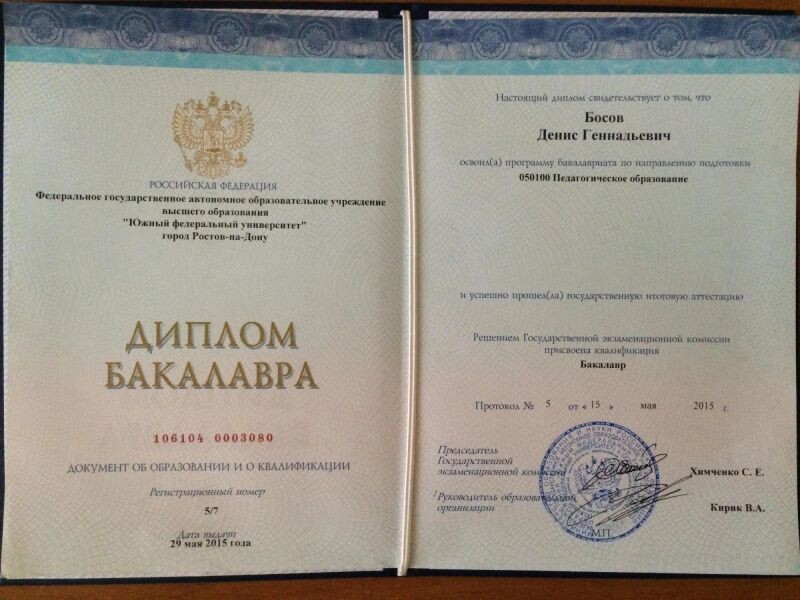 РОССИЙСКАЯ ФЕДЕРАЦИЯ
Федеральное государственное автономное образовательное учреждение
высшего образования
"Южный федеральный университет"
город Ростов-на-Дону
ДИПЛОМ
БАКАЛАВРА
106104 0003080
ДОКУМЕНТ ОБ ОБРАЗОВАНИИ И О КВАЛИФИКАЦИИ
Регистрационный номер
5/7
Дата выдачи
29 мая 2015 года
Настоящий диплом свидетельствует о том, что
Босов
Денис Геннадьевич
освоил(а) программу бакалавриата по направлению подготовки
050100 Педагогическое образование
и успешно прошел(ла) государственную итоговую аттестацию
Решением Государственной экзаменационной комиссии
присвоена квалификация
Бакалавр
Протокол № 5 от « 15 » мая 2015 г.
Председатель
Государственной
экзаменационной комиссии
Химченко С. Е.
Руководитель образовательной
организации
Кирик В.А.
М.П.